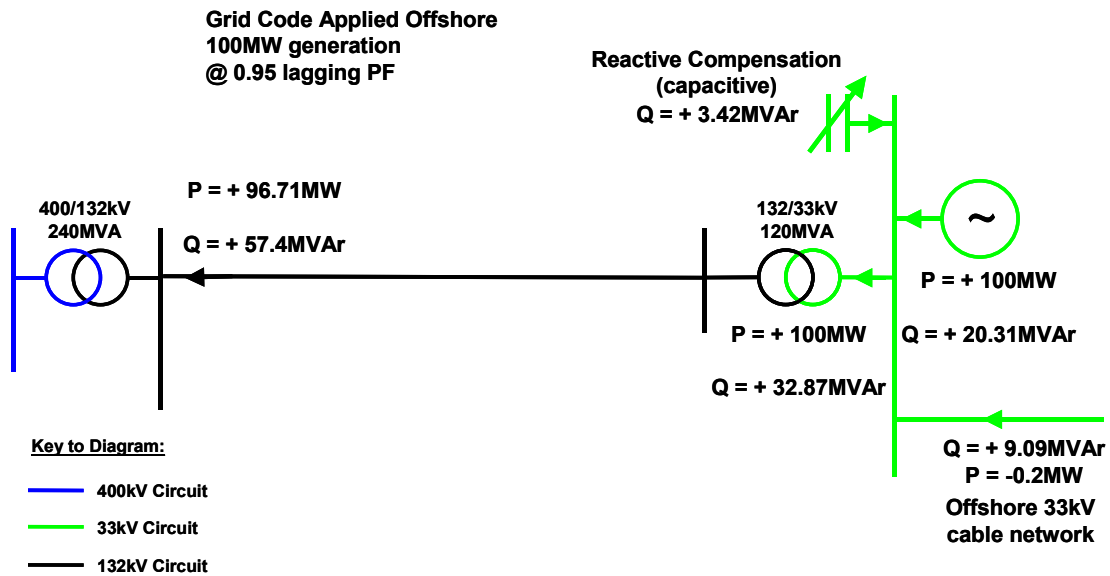 Grid Code Applied Offshore
100MW generation
@ 0.95 lagging PF
Reactive Compensation
(capacitive)
Q = + 3.42MVAr
400/132kV
240MVA
P = + 96.71MW
Q = + 57.4MVAr
132/33kV
120MVA
~
P = + 100MW
P = + 100MW
Q = + 20.31MVAr
Q = + 32.87MVAr
Q = + 9.09MVAr
P = -0.2MW
Offshore 33kV
cable network
Key to Diagram:
400kV Circuit
33kV Circuit
132kV Circuit